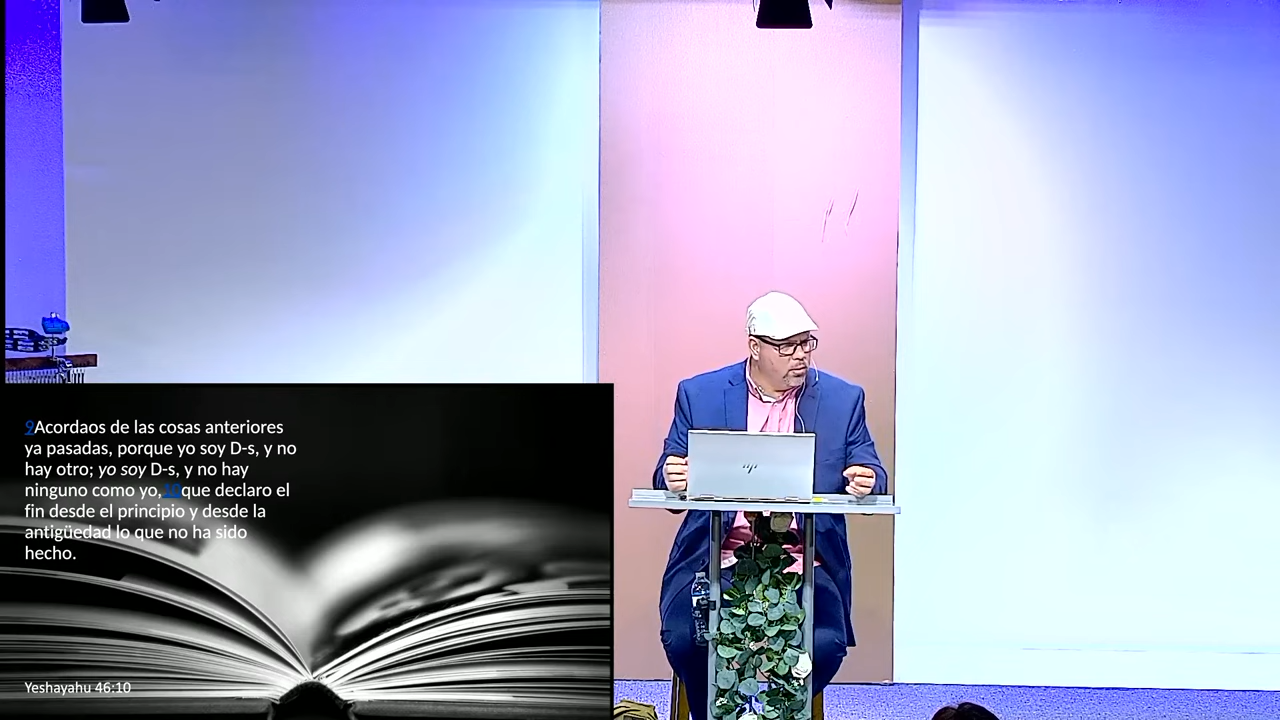 9Acordaos de las cosas anteriores
ya pasadas, porque yo soy D-s, y no
hay otro; yo soy D-s, y no hay
ninguno como yo,10que declaro el
fin desde el principio y desde la
antigüedad lo que no ha sido
hecho.
Yeshayahu 46:10
hp